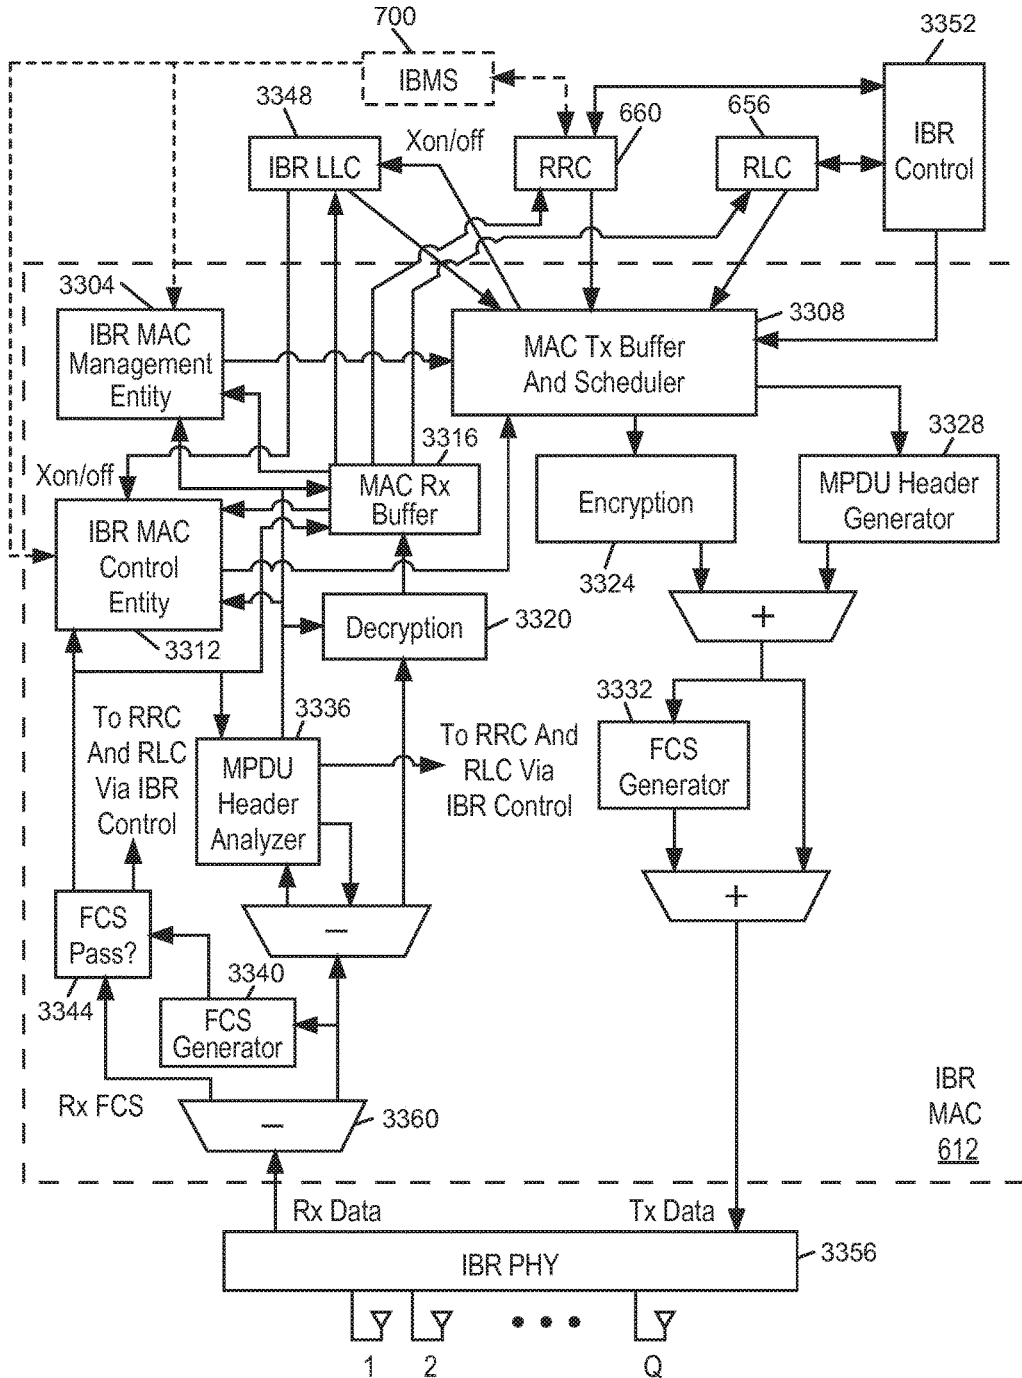 700
IBMS
3352
3348
660
656
Xon/off
IBR LLC
RRC
RLC
IBR
Control
3304
IBR MAC
Management
Entity
3308
MAC Tx Buffer
And Scheduler
3316
MAC Rx
Buffer
3328
MPDU Header
Generator
Xon/off
IBR MAC
Control
Entity
Encryption
3324
3312
Decryption
3320
+
To RRC
And RLC
Via IBR
Control
3336
MPDU
Header
Analyzer
To RRC And
RLC Via
IBR Control
3332
FCS
Generator
FCS
Pass?
3344
−
+
3340
FCS
Generator
Rx FCS
−
3360
IBR
MAC
612
Rx Data
Tx Data
IBR PHY
3356
1
2
Q